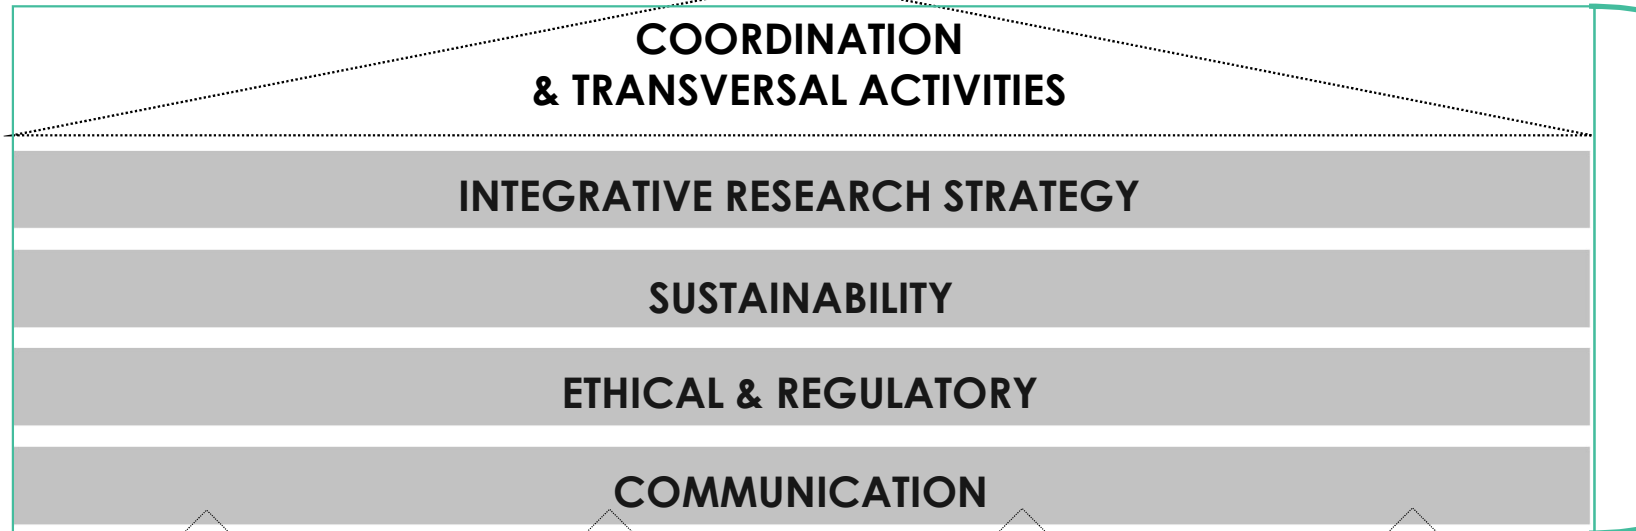 COORDINATION
& TRANSVERSAL ACTIVITIES
INTEGRATIVE RESEARCH STRATEGY
SUSTAINABILITY
ETHICAL & REGULATORY
COMMUNICATION